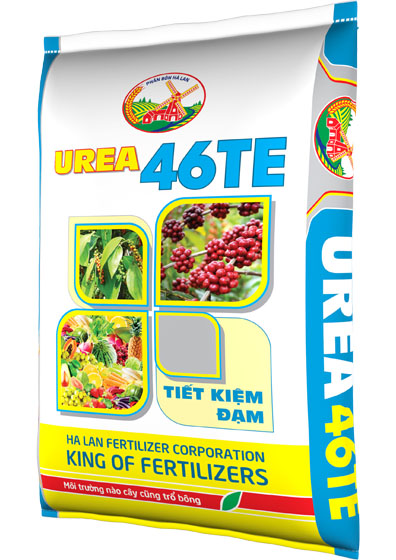 PHÂN BÓN HÀ LAN
UREA 46TE
TIẾT KIỆM
ĐẠM
HA LAN FERTILIZER CORPORATION
KING OF FERTILIZERS
Môi trường nào cây cũng trổ bông
UREA 46TE